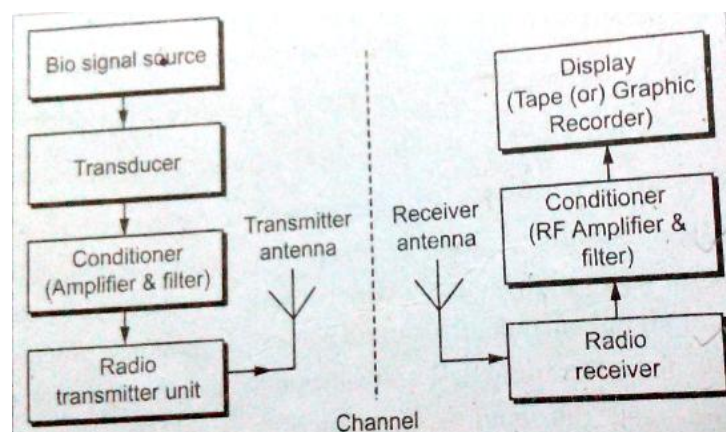 Bio signal source
Transducer
Conditioner
(Amplifier & filter)
Radio
transmitter unit
Transmitter
antenna
Channel
Receiver
antenna
Display
(Tape (or) Graphic
Recorder)
Conditioner
(RF Amplifier &
filter)
Radio
receiver